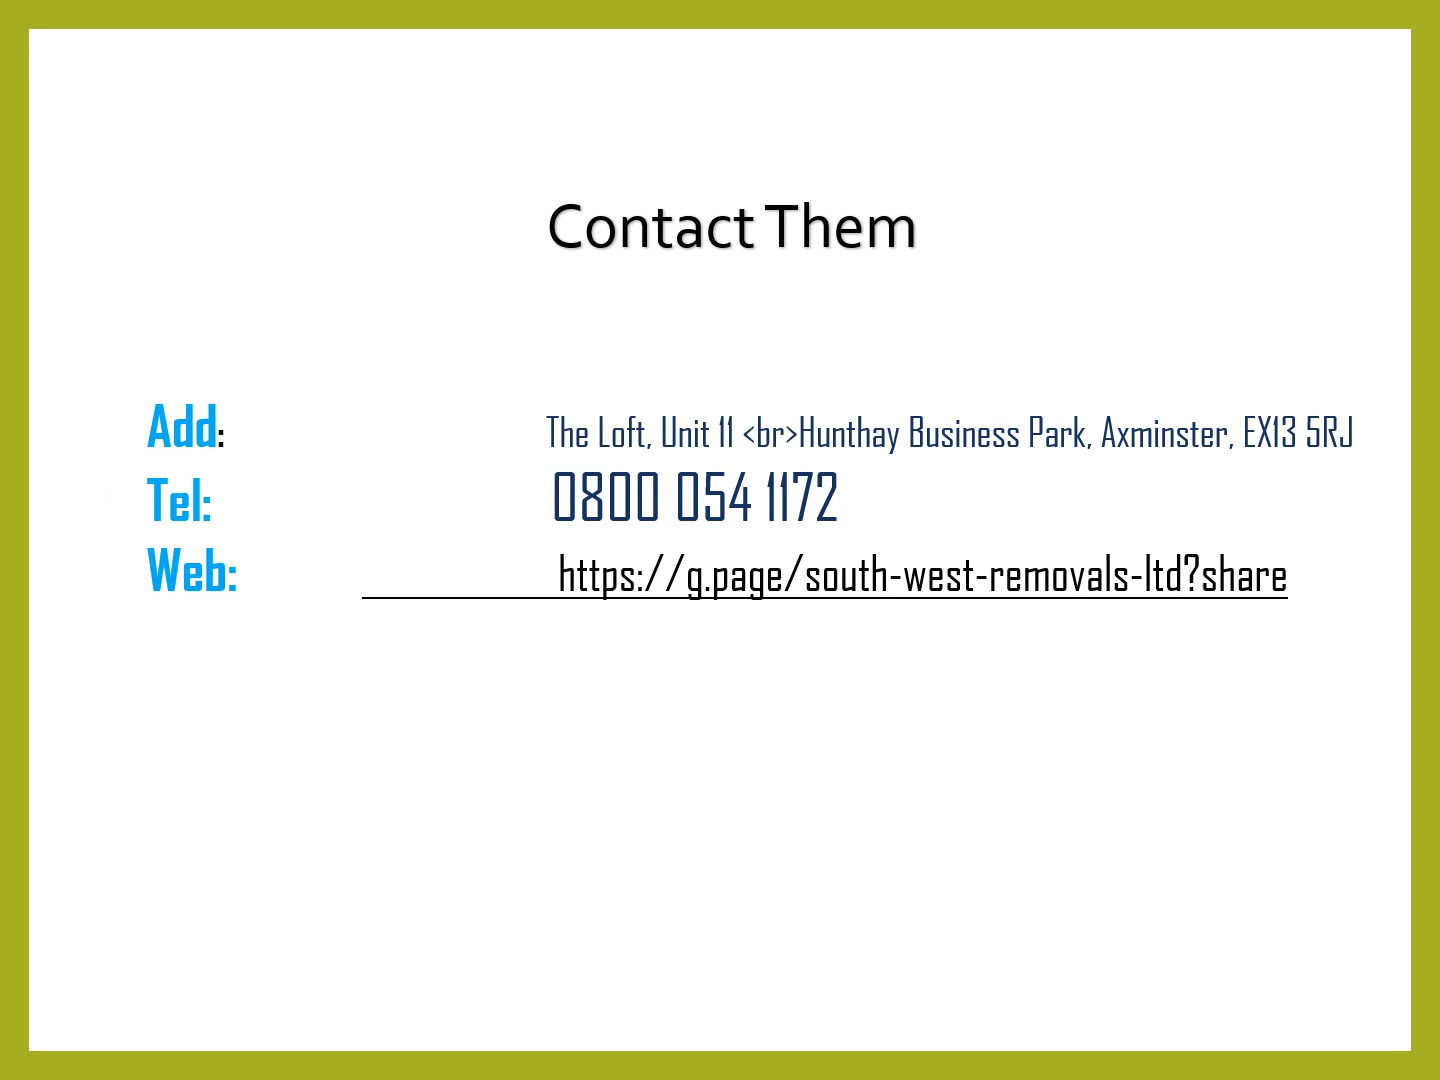 Contact Them
Add: The Loft, Unit 11 <br>Hunthay Business Park, Axminster, EX13 5RJ
Tel: 0800 054 1172
Web: https://g.page/south-west-removals-ltd?share